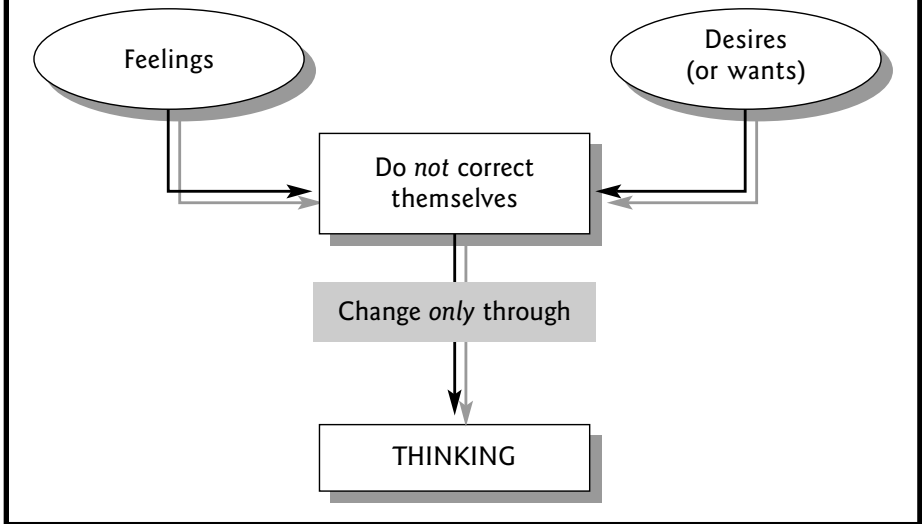 Feelings
Desires
(or wants)
Do not correct
themselves
Change only through
THINKING